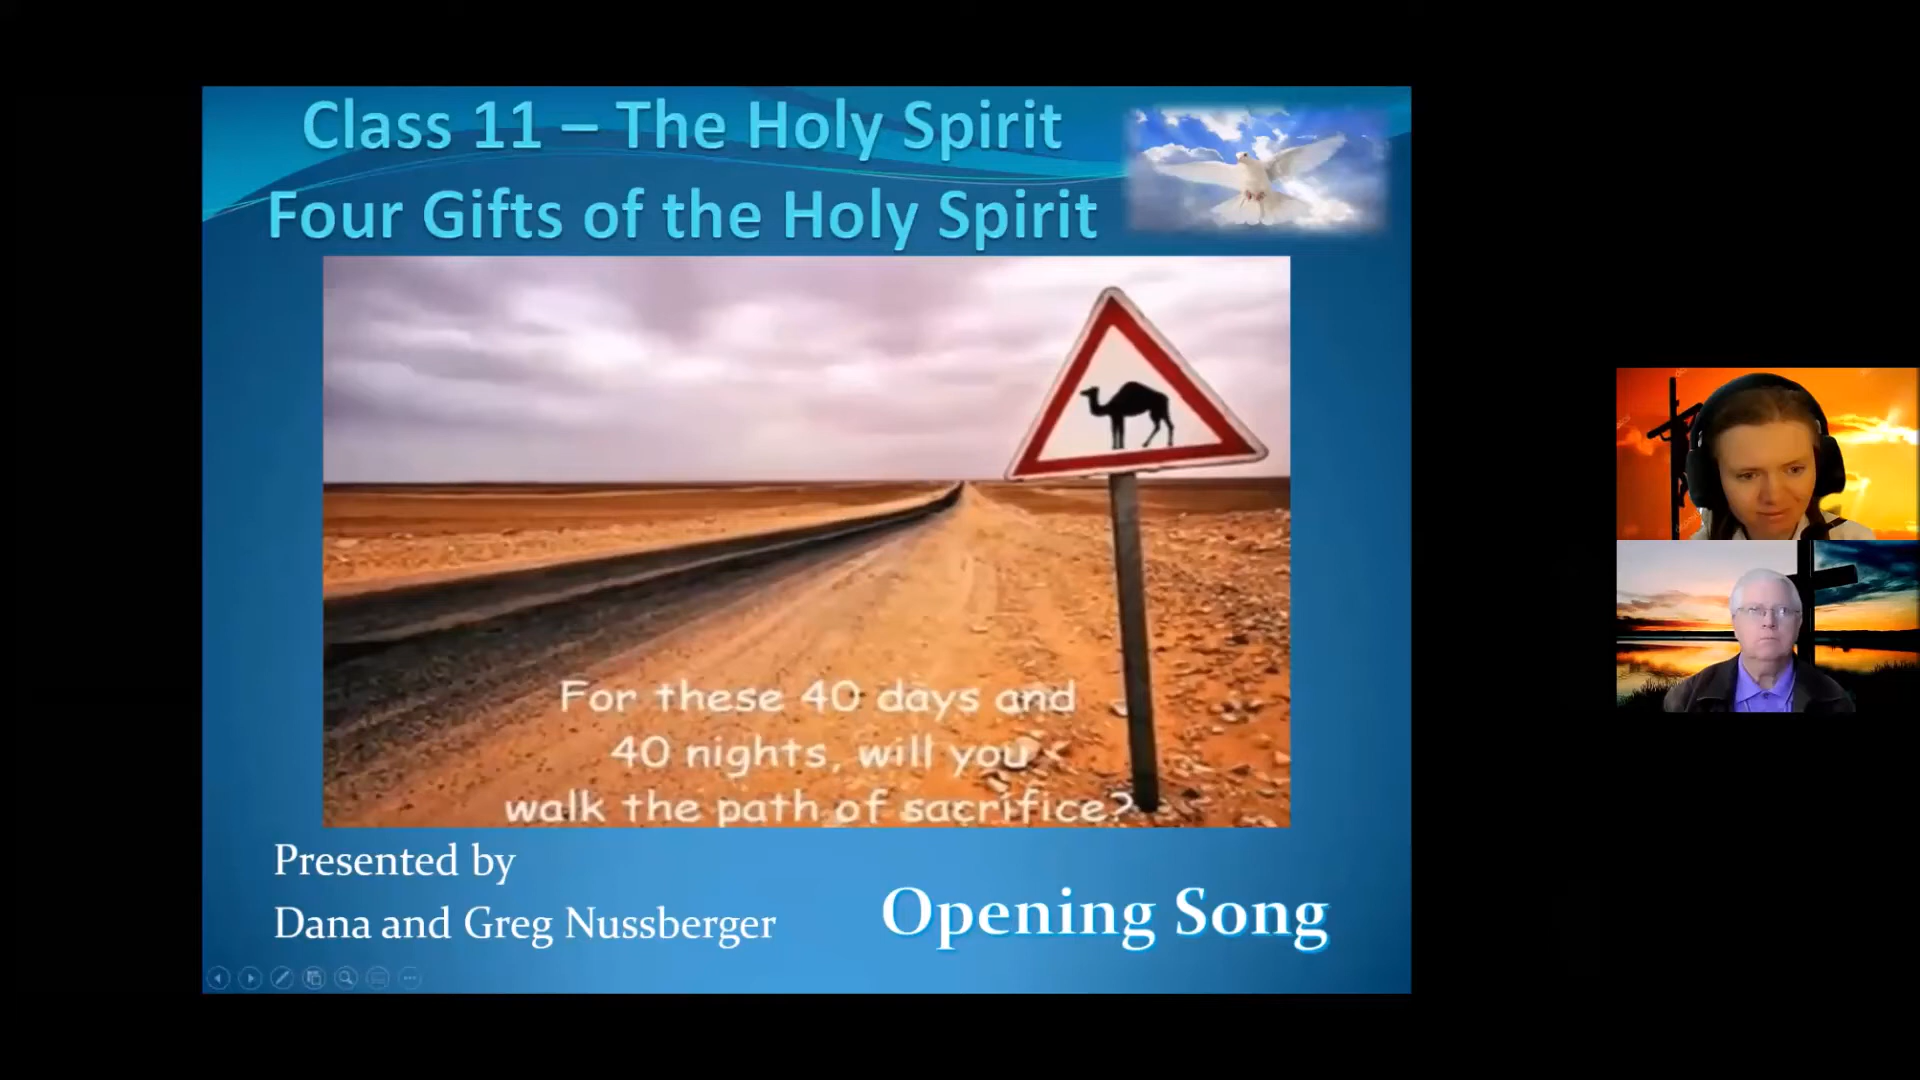 Class 11 – The Holy Spirit
Four Gifts of the Holy Spirit
For these 40 days and
40 nights, will you
walk the path of sacrifice?
Presented by
Dana and Greg Nussberger
Opening Song